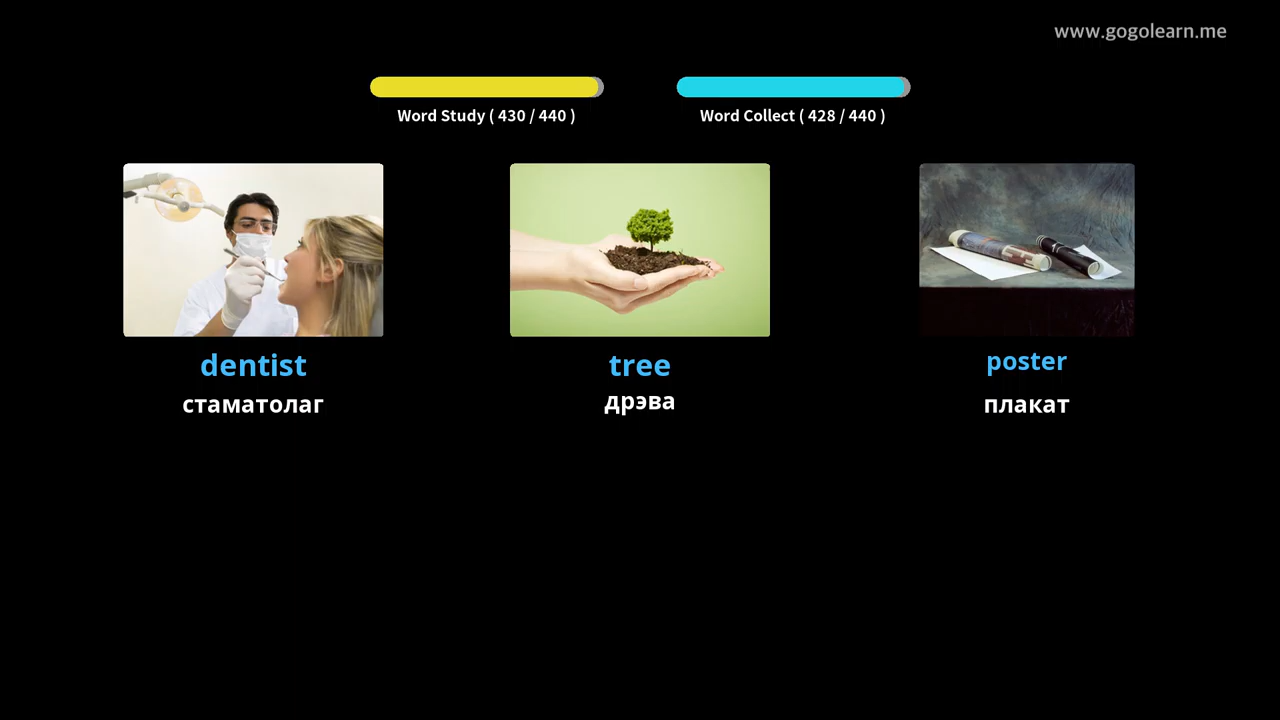 www.gogolearn.me
Word Study ( 430 / 440 )
Word Collect ( 428 / 440 )
dentist
tree
poster
стаматолаг
дрэва
плакат